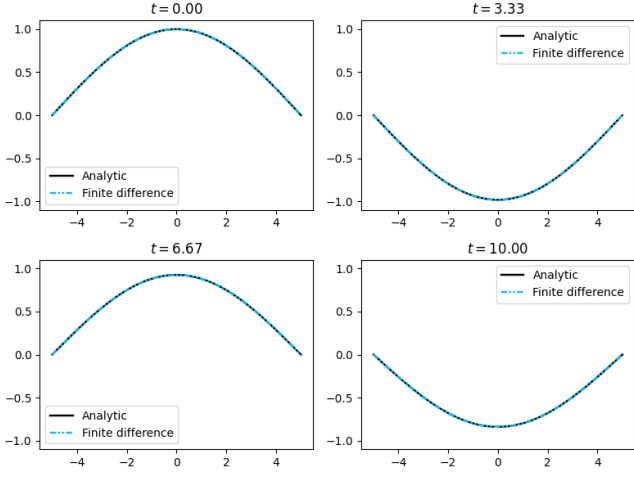 t = 0.00
1.0
0.5
0.0
−0.5
−1.0
Analytic
Finite difference
−4 −2 0 2 4
t = 3.33
1.0
0.5
0.0
−0.5
−1.0
Analytic
Finite difference
−4 −2 0 2 4
t = 6.67
1.0
0.5
0.0
−0.5
−1.0
Analytic
Finite difference
−4 −2 0 2 4
t = 10.00
1.0
0.5
0.0
−0.5
−1.0
Analytic
Finite difference
−4 −2 0 2 4